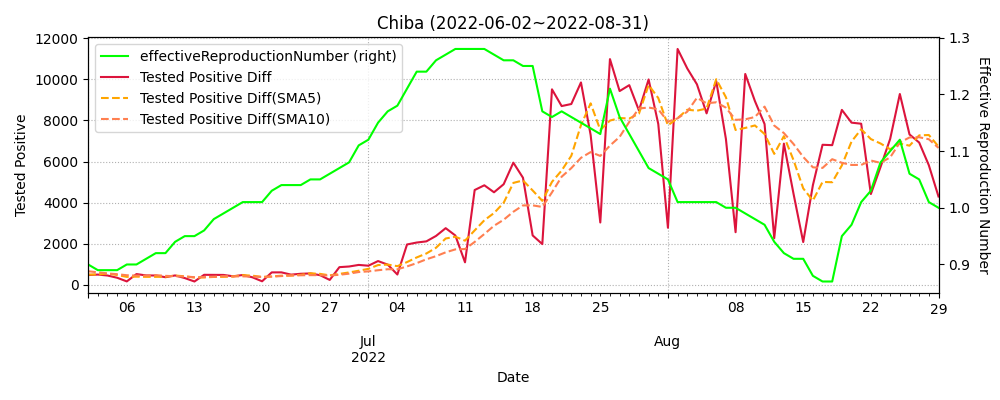 Chiba (2022-06-02~2022-08-31)
effectiveReproductionNumber (right)
Tested Positive Diff
Tested Positive Diff(SMA5)
Tested Positive Diff(SMA10)
12000
10000
8000
6000
4000
2000
0
Tested Positive
1.3
1.2
1.1
1.0
0.9
Effective Reproduction Number
06 13 20 27 04 11 18 25 08 15 22 29
Jul Aug
2022
Date